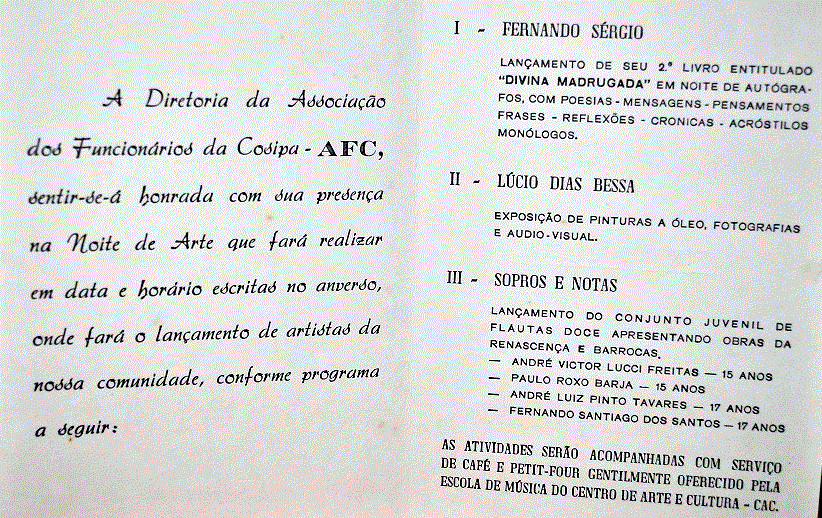 A Diretoria da Associação
dos Funcionários da Cosipa - AFC,
sentir-se-á honrada com sua presença
na Noite de Arte que fará realizar
em data e horário escritas no anverso,
onde fará o lançamento de artistas da
nossa comunidade, conforme programa
a seguir:
I - FERNANDO SÉRGIO
LANÇAMENTO DE SEU 2.º LIVRO ENTITULADO
“DIVINA MADRUGADA” EM NOITE DE AUTÓGRA-
FOS, COM POESIAS - MENSAGENS - PENSAMENTOS
FRASES - REFLEXÕES - CRONICAS - ACRÓSTILOS
MONÓLOGOS.
II - LÚCIO DIAS BESSA
EXPOSIÇÃO DE PINTURAS A ÓLEO, FOTOGRAFIAS
E AUDIO-VISUAL.
III - SOPROS E NOTAS
LANÇAMENTO DO CONJUNTO JUVENIL DE
FLAUTAS DOCE APRESENTANDO OBRAS DA
RENASCENÇA E BARROCAS.
— ANDRÉ VICTOR LUCCI FREITAS — 15 ANOS
— PAULO ROXO BARJA — 15 ANOS
— ANDRÉ LUIZ PINTO TAVARES — 17 ANOS
— FERNANDO SANTIAGO DOS SANTOS — 17 ANOS
AS ATIVIDADES SERÃO ACOMPANHADAS COM SERVIÇO
DE CAFÉ E PETIT-FOUR GENTILMENTE OFERECIDO PELA
ESCOLA DE MÚSICA DO CENTRO DE ARTE E CULTURA - CAC.